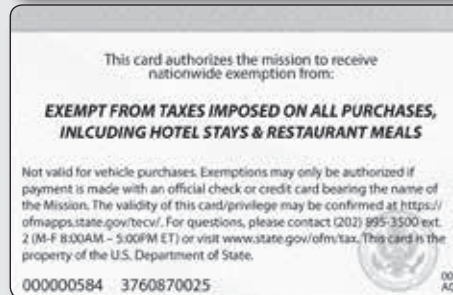 This card authorizes the mission to receive
nationwide exemption from:
EXEMPT FROM TAXES IMPOSED ON ALL PURCHASES,
INLCUDING HOTEL STAYS & RESTAURANT MEALS
Not valid for vehicle purchases. Exemptions may only be authorized if
payment is made with an official check or credit card bearing the name of
the Mission. The validity of this card/privilege may be confirmed at https://
ofmapps.state.gov/tecv/. For questions, please contact (202) 895-3500 ext.
2 (M-F 8:00AM – 5:00PM ET) or visit www.state.gov/ofm/tax. This card is the
property of the U.S. Department of State.
000000584 3760870025